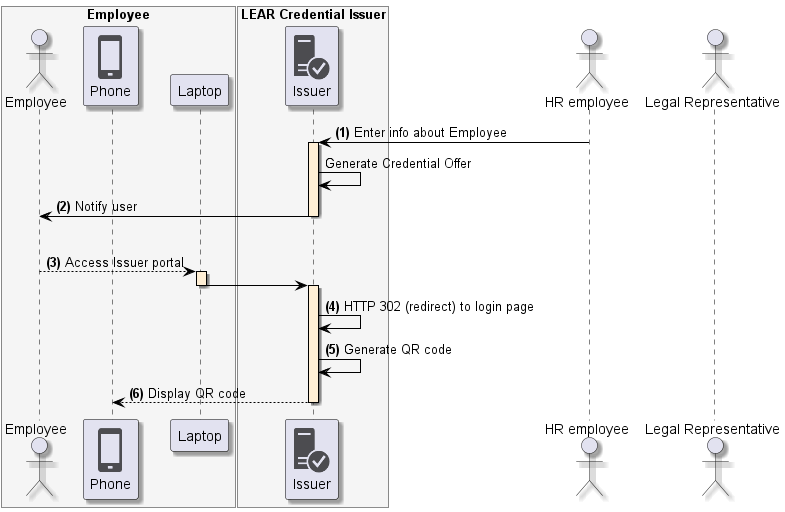 Employee
LEAR Credential Issuer
Employee
Phone
Laptop
Issuer
HR employee
Legal Representative
(1) Enter info about Employee
Generate Credential Offer
(2) Notify user
(3) Access Issuer portal
(4) HTTP 302 (redirect) to login page
(5) Generate QR code
(6) Display QR code
Employee
Phone
Laptop
Issuer
HR employee
Legal Representative